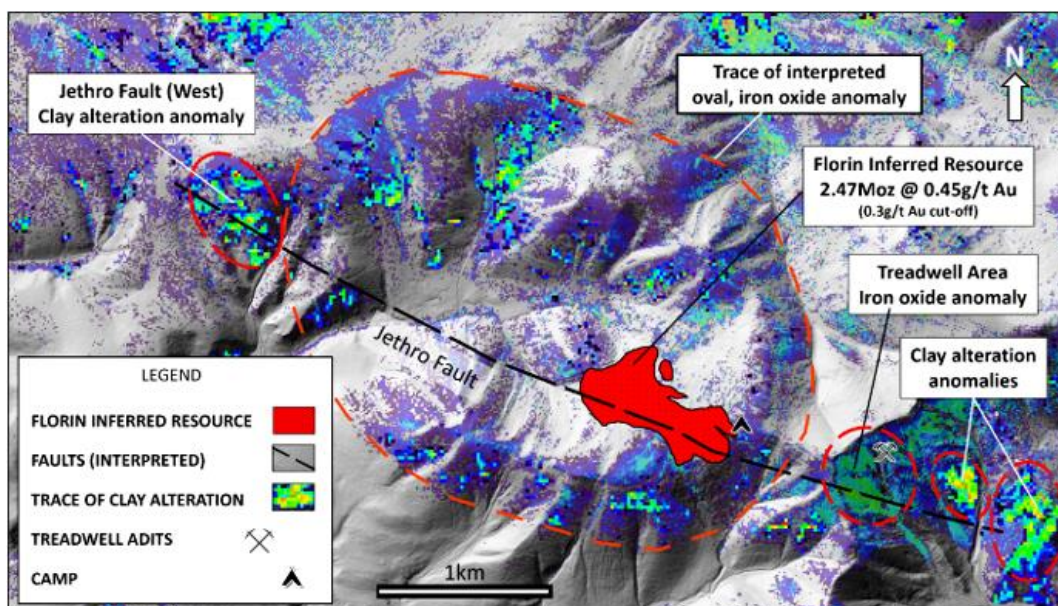 Jethro Fault (West)
Clay alteration anomaly
Trace of interpreted
oval, iron oxide anomaly
N
Florin Inferred Resource
2.47Moz @ 0.45g/t Au
(0.3g/t Au cut-off)
Treadwell Area
Iron oxide anomaly
Clay alteration
anomalies
Jethro Fault
LEGEND
FLORIN INFERRED RESOURCE
FAULTS (INTERPRETED)
TRACE OF CLAY ALTERATION
TREADWELL ADITS
CAMP
1km